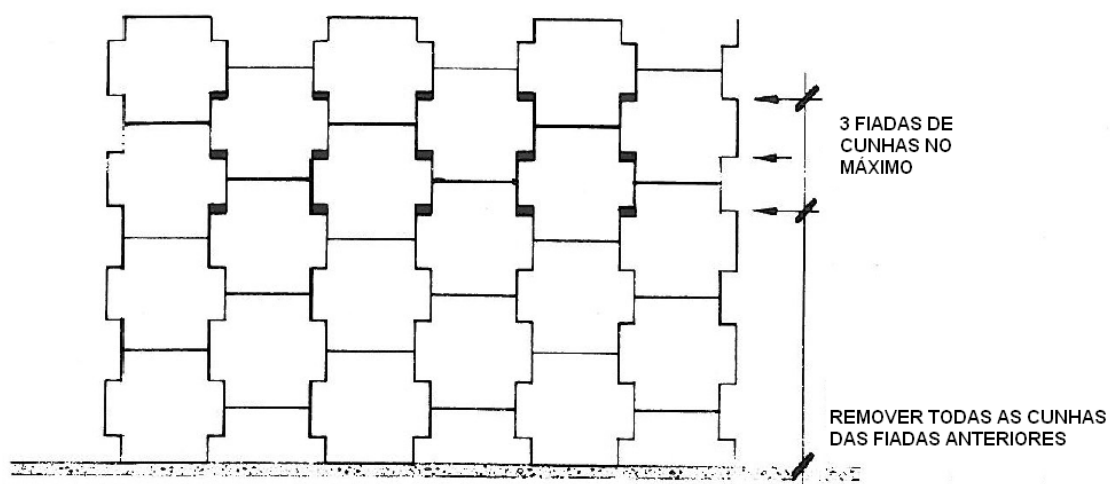 3 FIADAS DE
CUNHAS NO
MÁXIMO
REMOVER TODAS AS CUNHAS
DAS FIADAS ANTERIORES